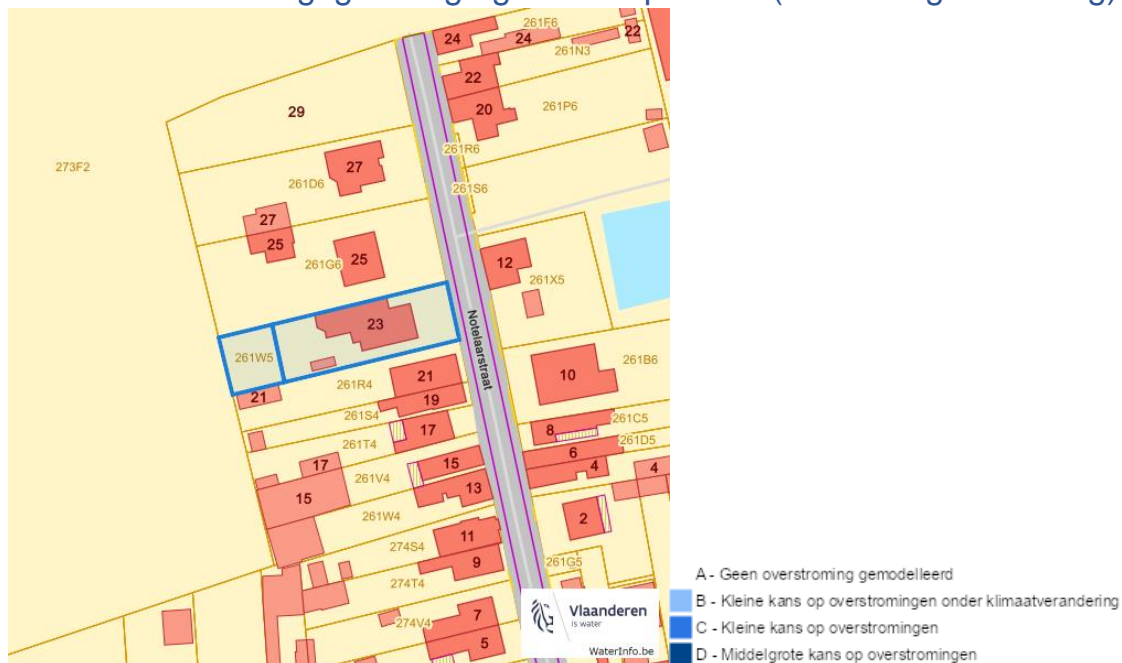 29
24
261F6
24
22
261N3
22
20
261P6
261R6
273F2
27
261D6
261S6
27
25
25
261G6
12
261X5
23
Notelaarstraat
261W5
10
261B6
21
21
261R4
19
261S4
8
261C5
17
261T4
6
261D5
17
15
4
4
261V4
13
15
261W4
2
11
274S4
9
261G5
274T4
7
274V4
5
Vlaanderen
is water
WaterInfo.be
A - Geen overstroming gemodelleerd
B - Kleine kans op overstromingen onder klimaatverandering
C - Kleine kans op overstromingen
D - Middelgrote kans op overstromingen